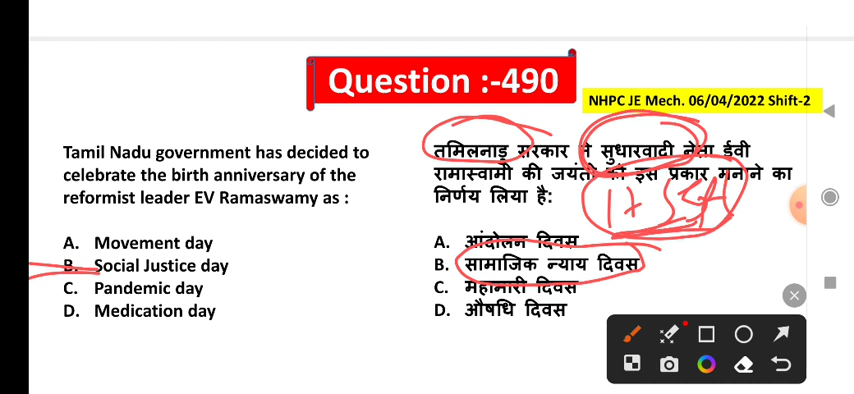 Question :-490
NHPC JE Mech. 06/04/2022 Shift-2
Tamil Nadu government has decided to
celebrate the birth anniversary of the
reformist leader EV Ramaswamy as :
A. Movement day
B. Social Justice day
C. Pandemic day
D. Medication day
तमिलनाडु सरकार ने सुधारवादी नेता ईवी
रामास्वामी की जयंती को इस प्रकार मनाने का
निर्णय लिया है:
A. आंदोलन दिवस
B. सामाजिक न्याय दिवस
C. महामारी दिवस
D. औषधि दिवस
17